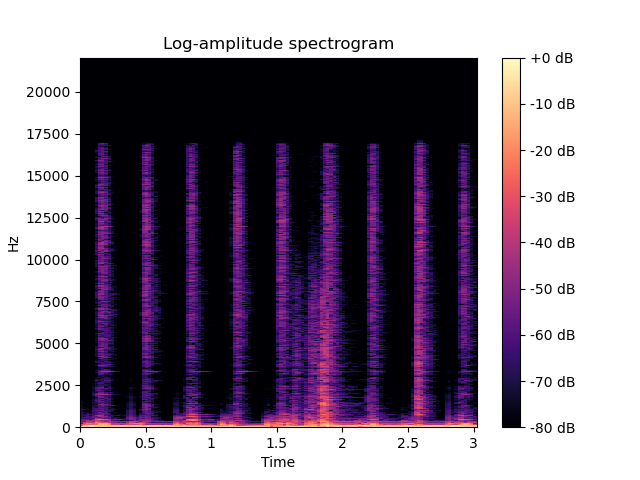 Log-amplitude spectrogram
Hz
20000
17500
15000
12500
10000
7500
5000
2500
0
0 0.5 1 1.5 2 2.5 3
Time
+0 dB
-10 dB
-20 dB
-30 dB
-40 dB
-50 dB
-60 dB
-70 dB
-80 dB